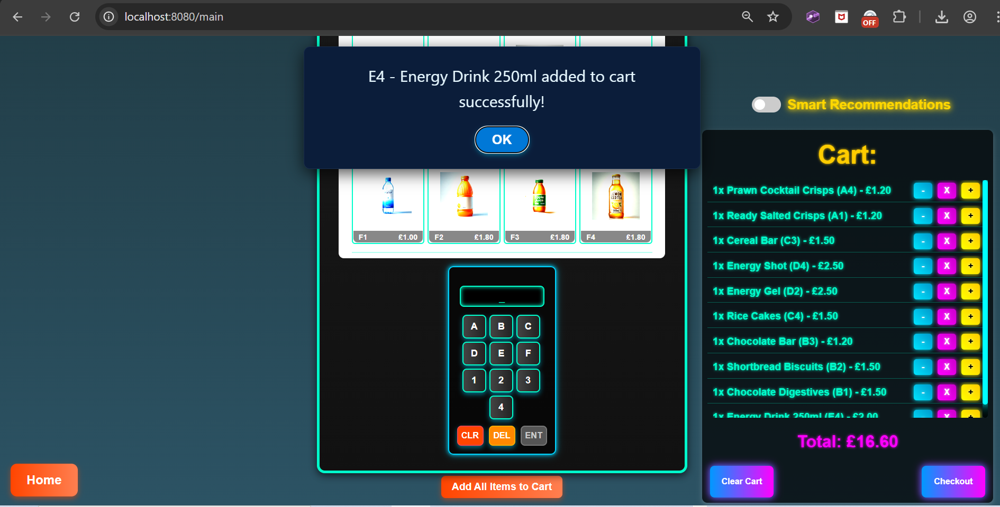 localhost:8080/main
OFF
E4 - Energy Drink 250ml added to cart
successfully!
OK
Smart Recommendations
Cart:
1x Prawn Cocktail Crisps (A4) - £1.20
- X +
1x Ready Salted Crisps (A1) - £1.20
- X +
1x Cereal Bar (C3) - £1.50
- X +
1x Energy Shot (D4) - £2.50
- X +
1x Energy Gel (D2) - £2.50
- X +
1x Rice Cakes (C4) - £1.50
- X +
1x Chocolate Bar (B3) - £1.20
- X +
1x Shortbread Biscuits (B2) - £1.50
- X +
1x Chocolate Digestives (B1) - £1.50
- X +
1x Energy Drink 250ml (E4) - £2.00
- X +
Total: £16.60
Clear Cart
Checkout
Apple
Juice
LEMON
ICED TEA
F1 £1.00
F2 £1.80
F3 £1.80
F4 £1.80
_
A B C
D E F
1 2 3
4
CLR DEL ENT
Home
Add All Items to Cart